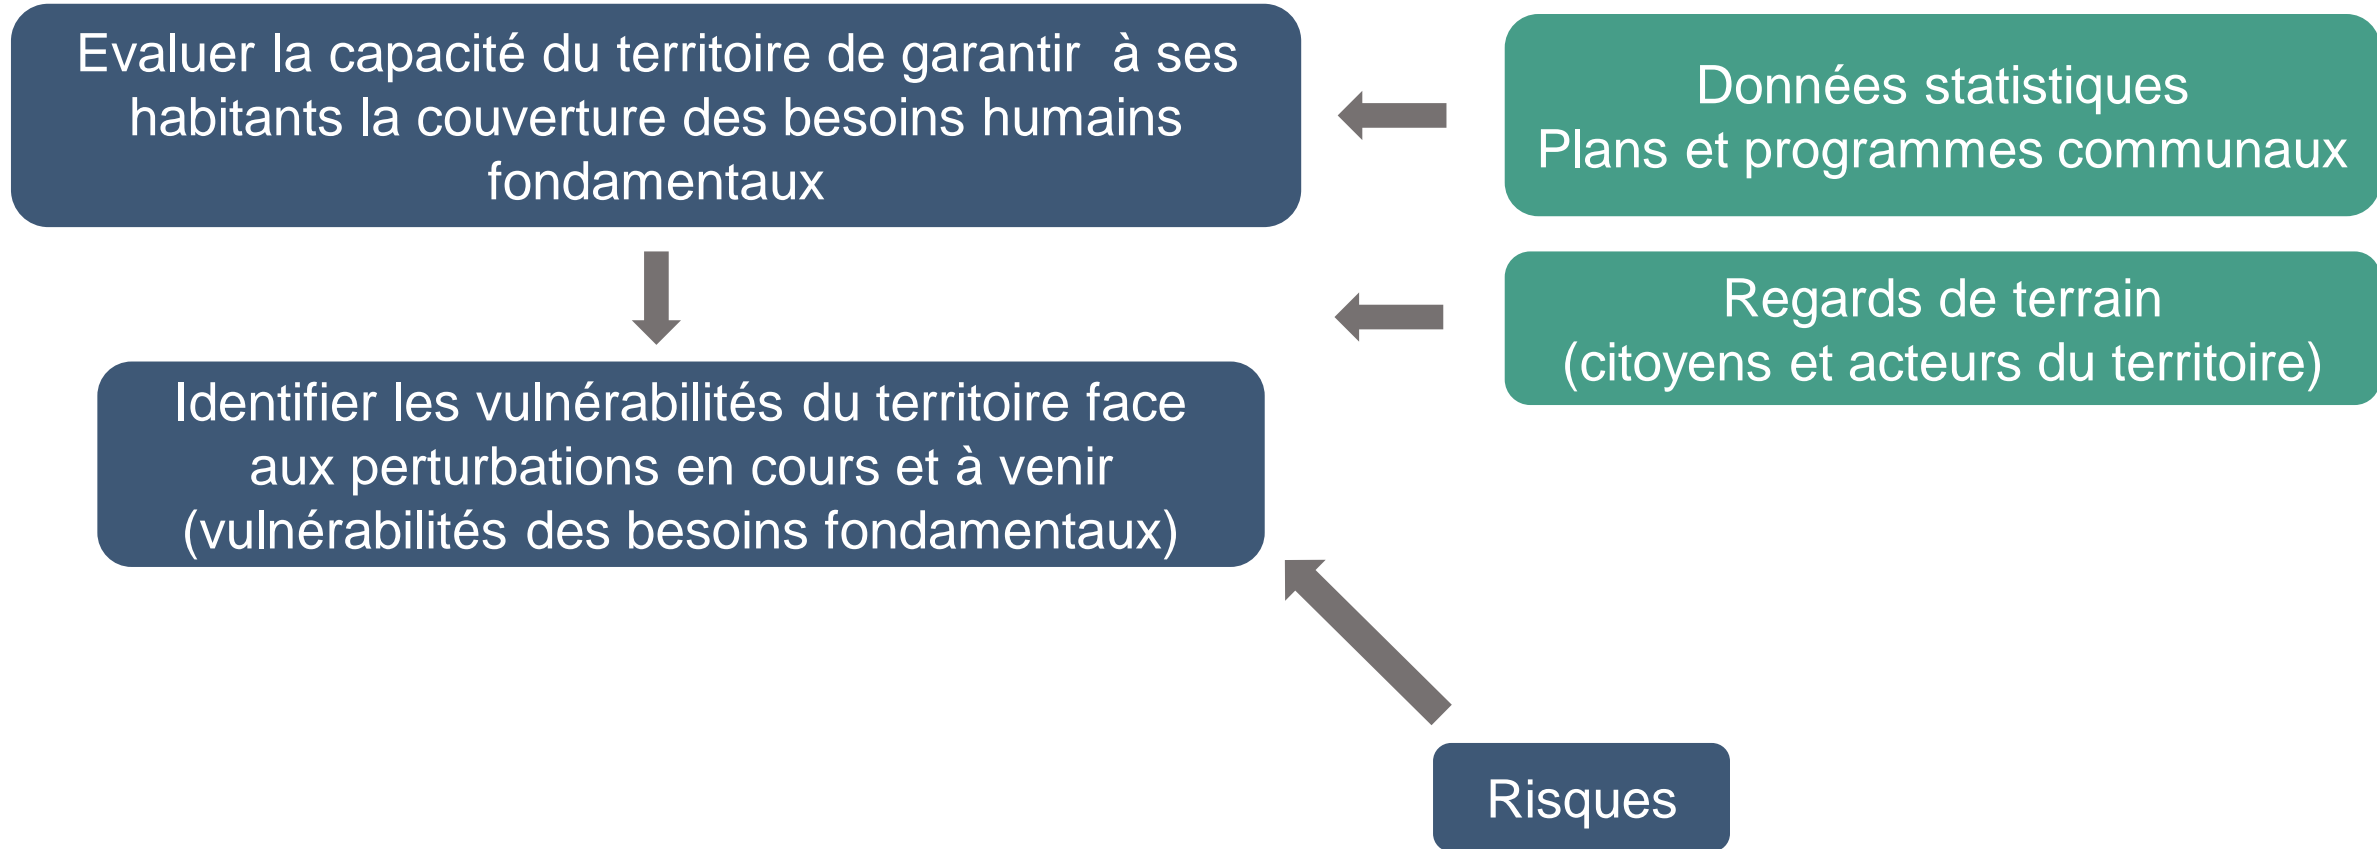 Evaluer la capacité du territoire de garantir  à ses
habitants la couverture des besoins humains
fondamentaux
Données statistiques
Plans et programmes communaux
Regards de terrain
(citoyens et acteurs du territoire)
Identifier les vulnérabilités du territoire face
aux perturbations en cours et à venir
(vulnérabilités des besoins fondamentaux)
Risques